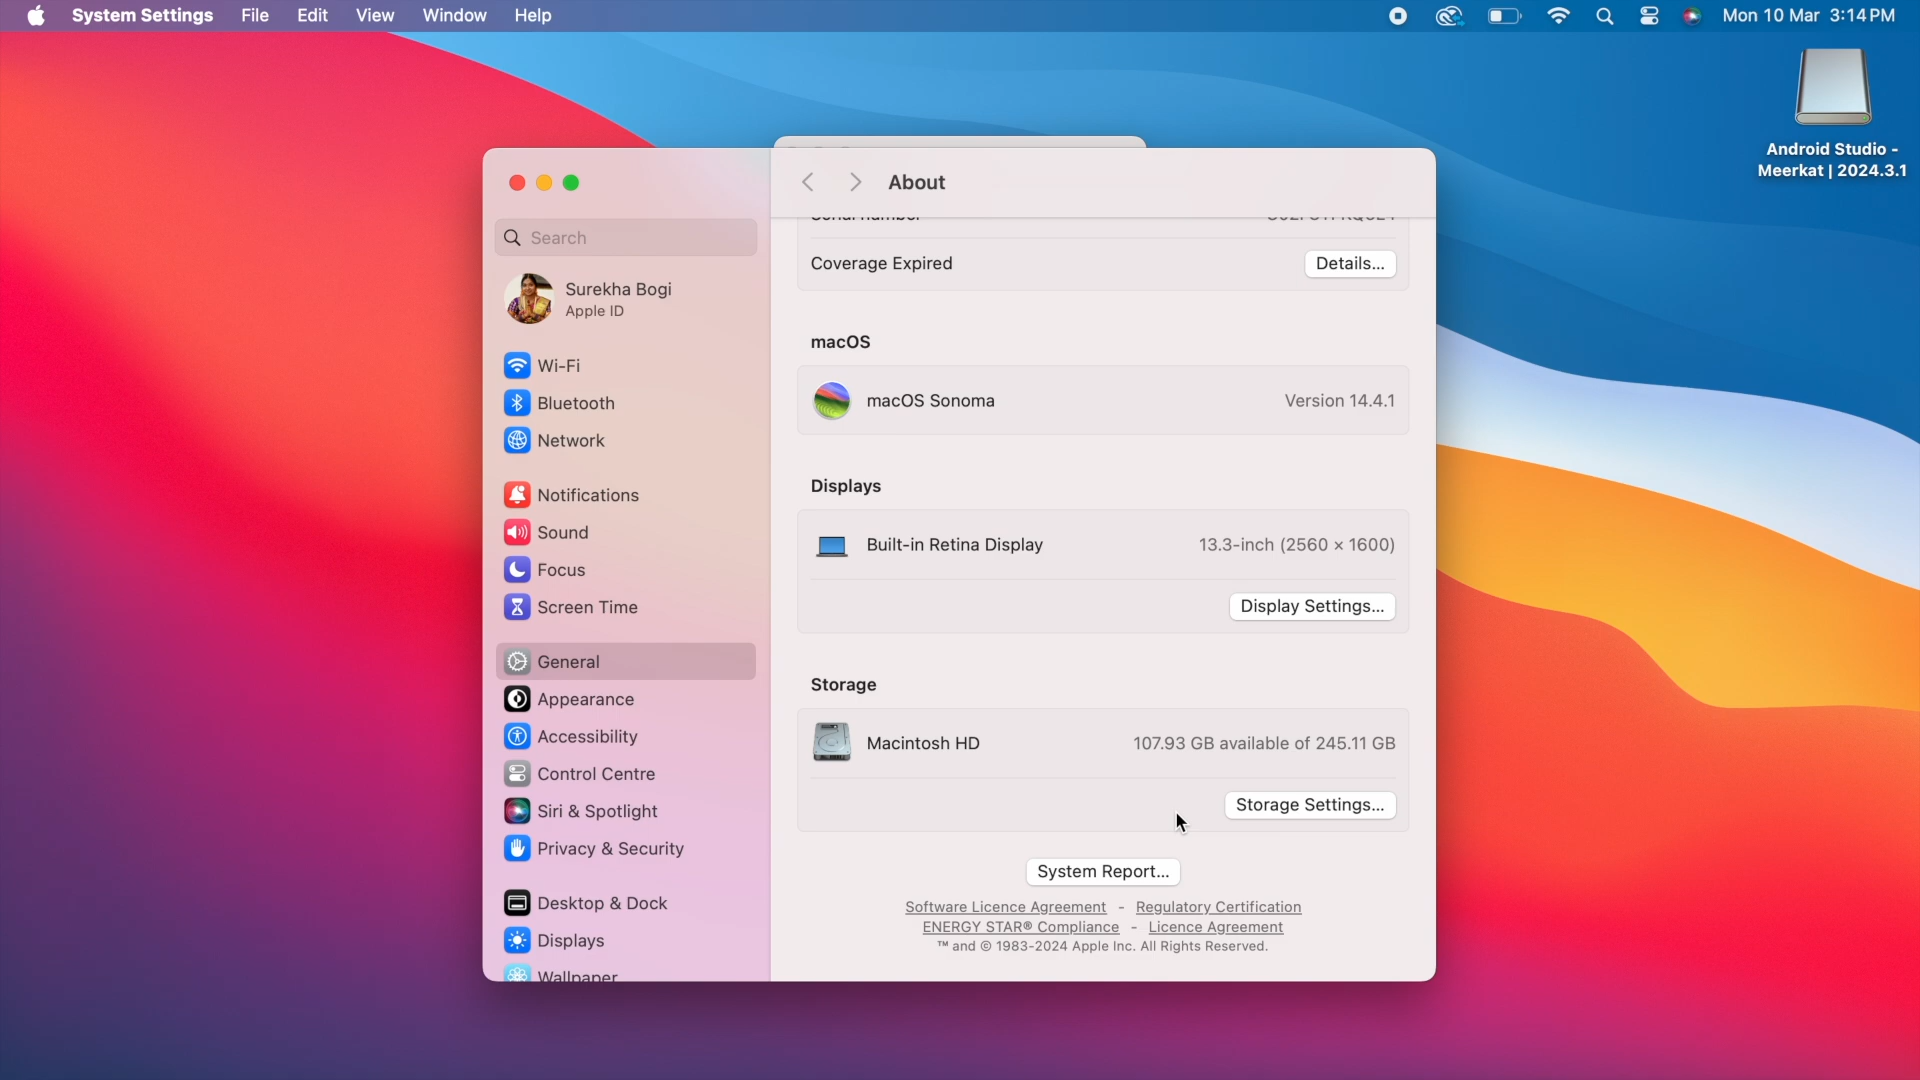 System Settings File Edit View Window Help Mon 10 Mar 3:14 PM
Android Studio -
Meerkat | 2024.3.1
Search
Surekha Bogi
Apple ID
Wi-Fi
Bluetooth
Network
Notifications
Sound
Focus
Screen Time
General
Appearance
Accessibility
Control Centre
Siri & Spotlight
Privacy & Security
Desktop & Dock
Displays
Wallpaper
About
Coverage Expired Details...
macOS
macOS Sonoma Version 14.4.1
Displays
Built-in Retina Display 13.3-inch (2560 × 1600)
Display Settings...
Storage
Macintosh HD 107.93 GB available of 245.11 GB
Storage Settings...
System Report...
Software Licence Agreement - Regulatory Certification
ENERGY STAR® Compliance - Licence Agreement
™ and © 1983-2024 Apple Inc. All Rights Reserved.